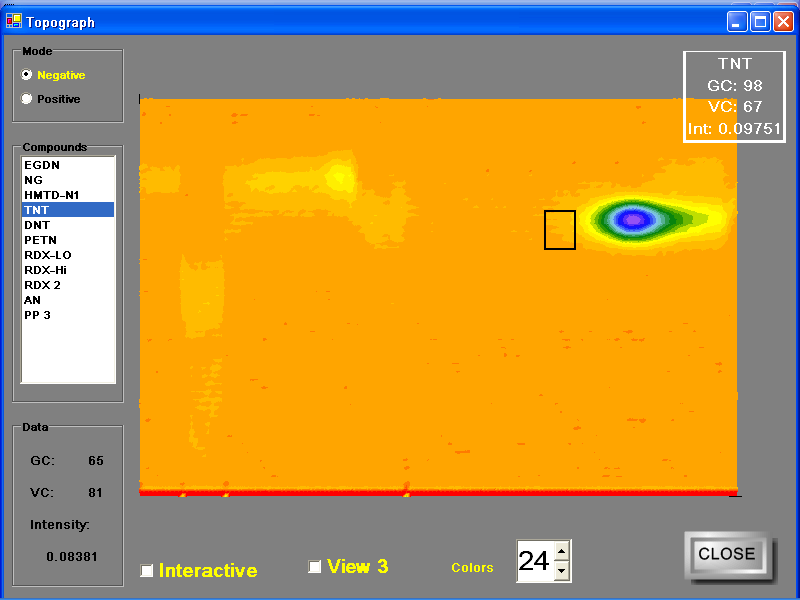 Topograph
Mode
Negative
Positive
TNT
GC: 98
VC: 67
Int: 0.09751
Compounds
EGDN
NG
HMTD-N1
TNT
DNT
PETN
RDX-LO
RDX-Hi
RDX 2
AN
PP 3
Data
GC: 65
VC: 81
Intensity:
0.08381
Interactive
View 3
Colors
24
CLOSE